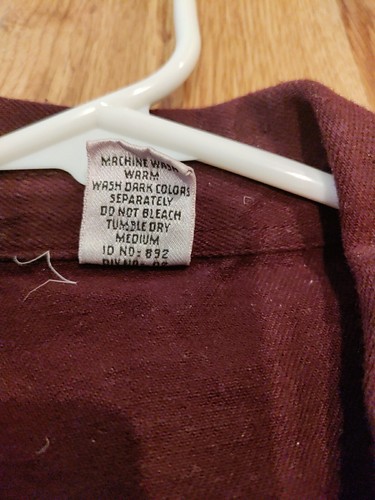 MACHINE WASH
WARM
WASH DARK COLORS
SEPARATELY
DO NOT BLEACH
TUMBLE DRY
MEDIUM
ID NO: 892